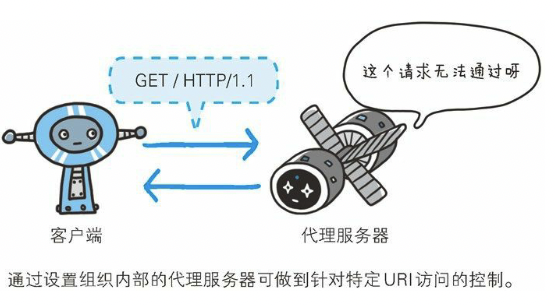 GET / HTTP/1.1
这个请求无法通过呀
客户端
代理服务器
通过设置组织内部的代理服务器可做到针对特定URI访问的控制。